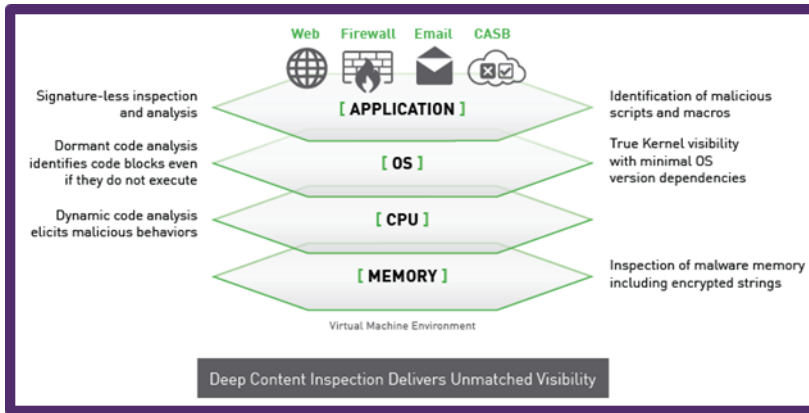 Web Firewall Email CASB
Signature-less inspection
and analysis
[ APPLICATION ]
Identification of malicious
scripts and macros
Dormant code analysis
identifies code blocks even
if they do not execute
[ OS ]
True Kernel visibility
with minimal OS
version dependencies
Dynamic code analysis
elicits malicious behaviors
[ CPU ]
[ MEMORY ]
Inspection of malware memory
including encrypted strings
Virtual Machine Environment
Deep Content Inspection Delivers Unmatched Visibility